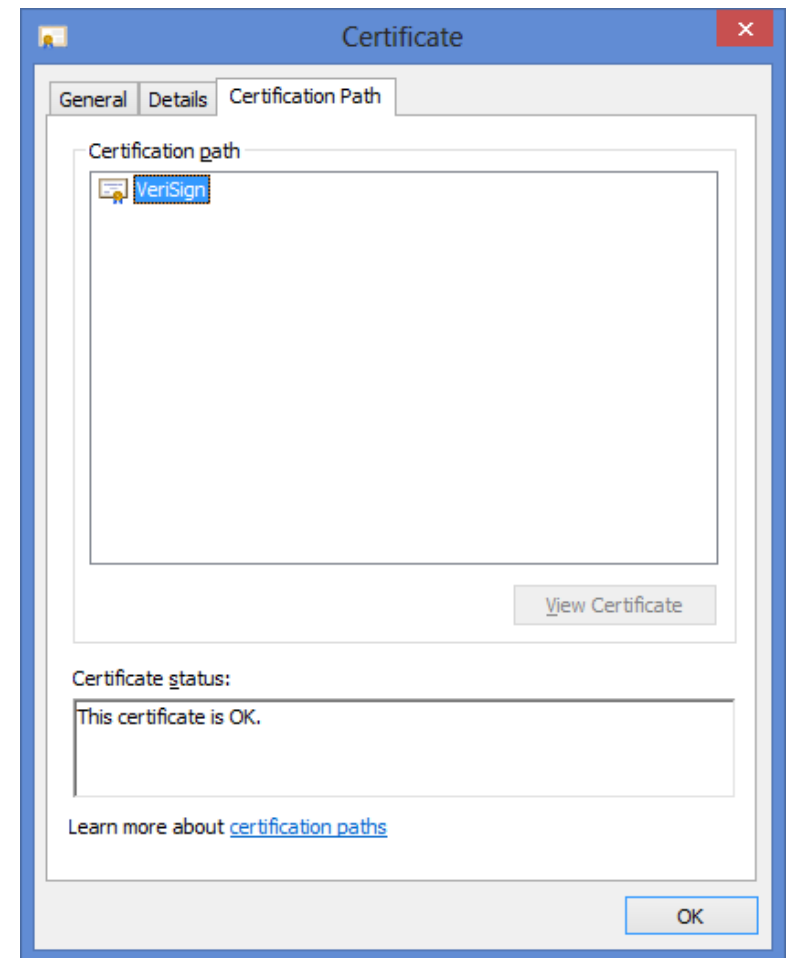 Certificate
General Details Certification Path
Certification path
VeriSign
View Certificate
Certificate status:
This certificate is OK.
Learn more about certification paths
OK